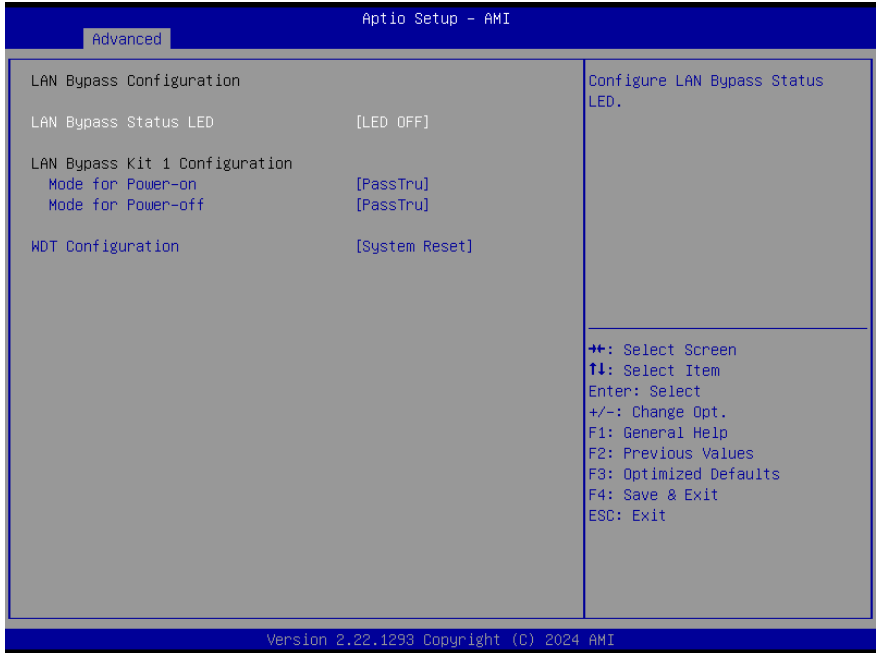 Aptio Setup – AMI
Advanced
LAN Bypass Configuration
LAN Bypass Status LED [LED OFF]
LAN Bypass Kit 1 Configuration
Mode for Power-on [PassTru]
Mode for Power-off [PassTru]
WDT Configuration [System Reset]
Configure LAN Bypass Status
LED.
→←: Select Screen
↑↓: Select Item
Enter: Select
+/-: Change Opt.
F1: General Help
F2: Previous Values
F3: Optimized Defaults
F4: Save & Exit
ESC: Exit
Version 2.22.1293 Copyright (C) 2024 AMI